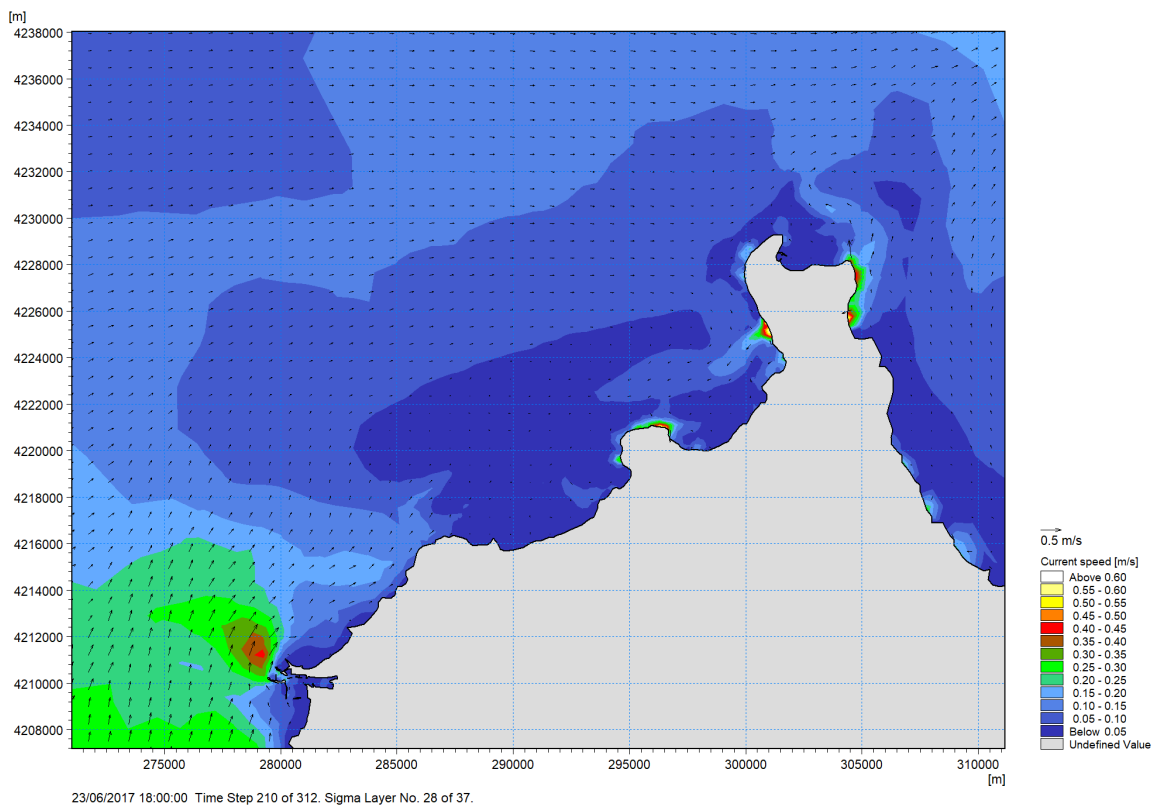 [m]
4238000
4236000
4234000
4232000
4230000
4228000
4226000
4224000
4222000
4220000
4218000
4216000
4214000
4212000
4210000
4208000
275000 280000 285000 290000 295000 300000 305000 310000
[m]
23/06/2017 18:00:00 Time Step 210 of 312. Sigma Layer No. 28 of 37.
0.5 m/s
Current speed [m/s]
Above 0.60
0.55 - 0.60
0.50 - 0.55
0.45 - 0.50
0.40 - 0.45
0.35 - 0.40
0.30 - 0.35
0.25 - 0.30
0.20 - 0.25
0.15 - 0.20
0.10 - 0.15
0.05 - 0.10
Below 0.05
Undefined Value